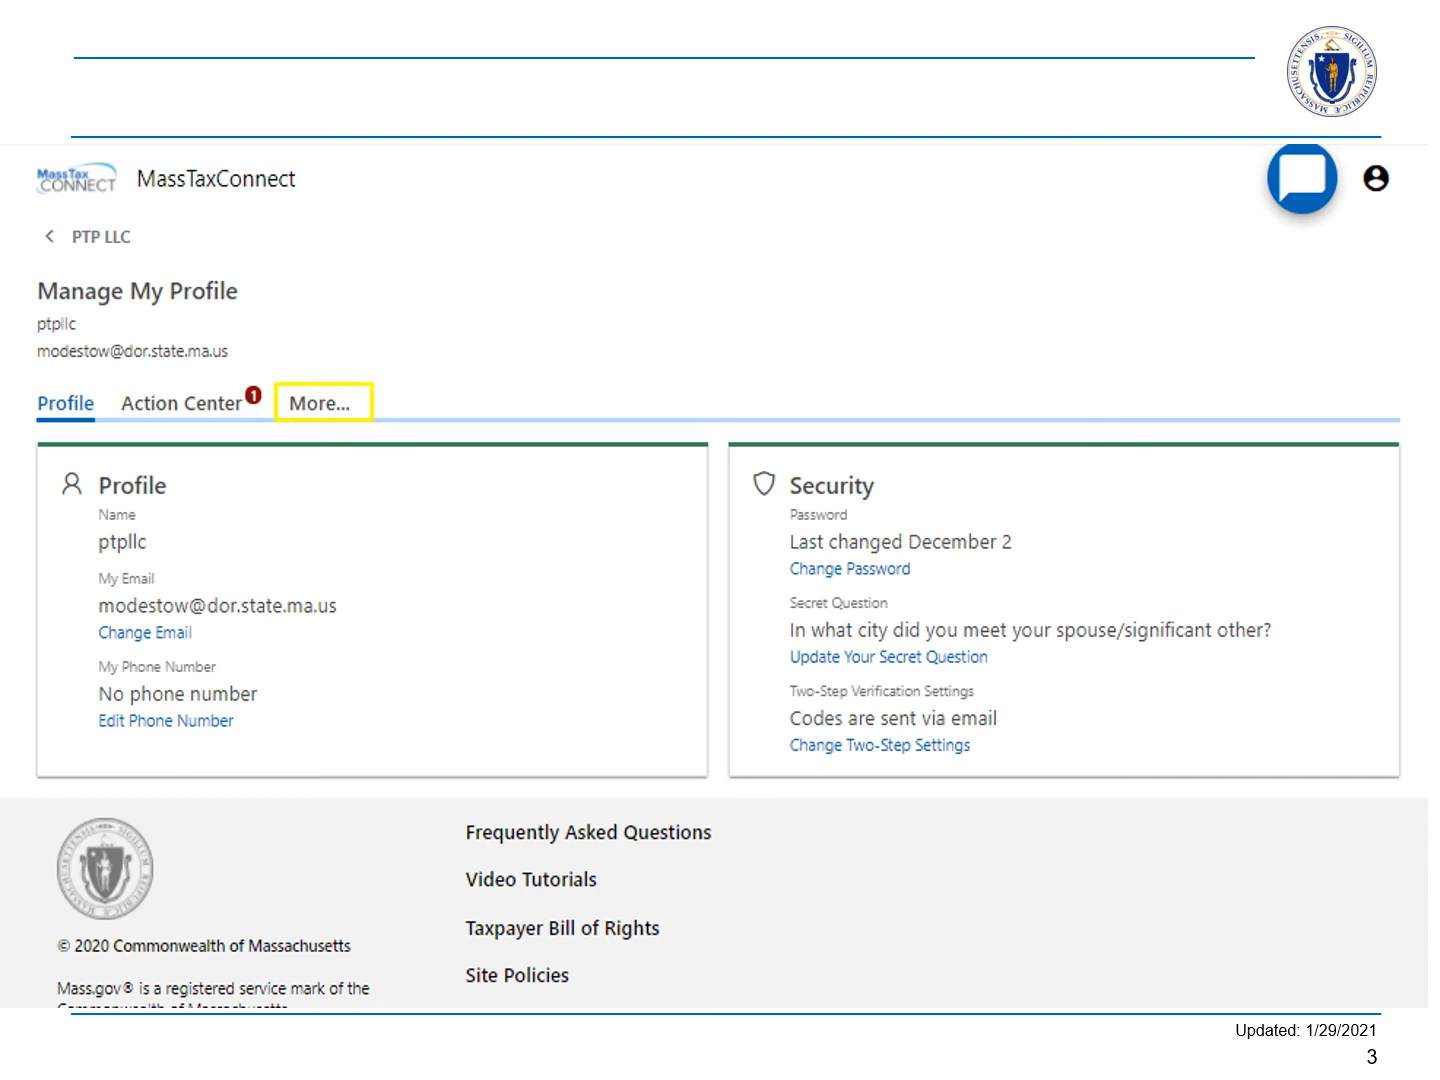 MassTax
CONNECT
MassTaxConnect
PTP LLC
Manage My Profile
ptpllc
modestow@dor.state.ma.us
Profile
Action Center
1
More...
Profile
Name
ptpllc
My Email
modestow@dor.state.ma.us
Change Email
My Phone Number
No phone number
Edit Phone Number
Security
Password
Last changed December 2
Change Password
Secret Question
In what city did you meet your spouse/significant other?
Update Your Secret Question
Two-Step Verification Settings
Codes are sent via email
Change Two-Step Settings
© 2020 Commonwealth of Massachusetts
Mass.gov® is a registered service mark of the
Commonwealth of Massachusetts
Frequently Asked Questions
Video Tutorials
Taxpayer Bill of Rights
Site Policies
Updated: 1/29/2021
3